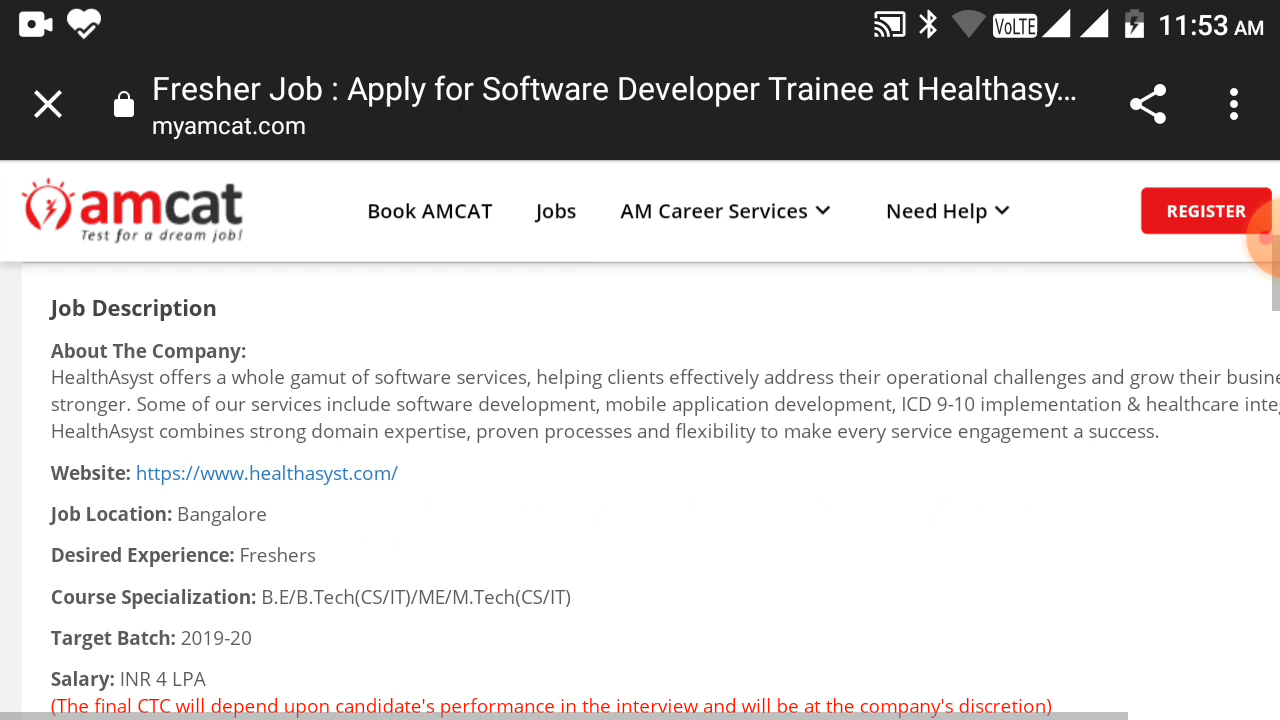 VoLTE
11:53 AM
Fresher Job : Apply for Software Developer Trainee at Healthasy...
myamcat.com
amcat
Test for a dream job!
Book AMCAT
Jobs
AM Career Services
Need Help
REGISTER
Job Description
About The Company:
HealthAsyst offers a whole gamut of software services, helping clients effectively address their operational challenges and grow their busine
stronger. Some of our services include software development, mobile application development, ICD 9-10 implementation & healthcare integ
HealthAsyst combines strong domain expertise, proven processes and flexibility to make every service engagement a success.
Website: https://www.healthasyst.com/
Job Location: Bangalore
Desired Experience: Freshers
Course Specialization: B.E/B.Tech(CS/IT)/ME/M.Tech(CS/IT)
Target Batch: 2019-20
Salary: INR 4 LPA
(The final CTC will depend upon candidate's performance in the interview and will be at the company's discretion)